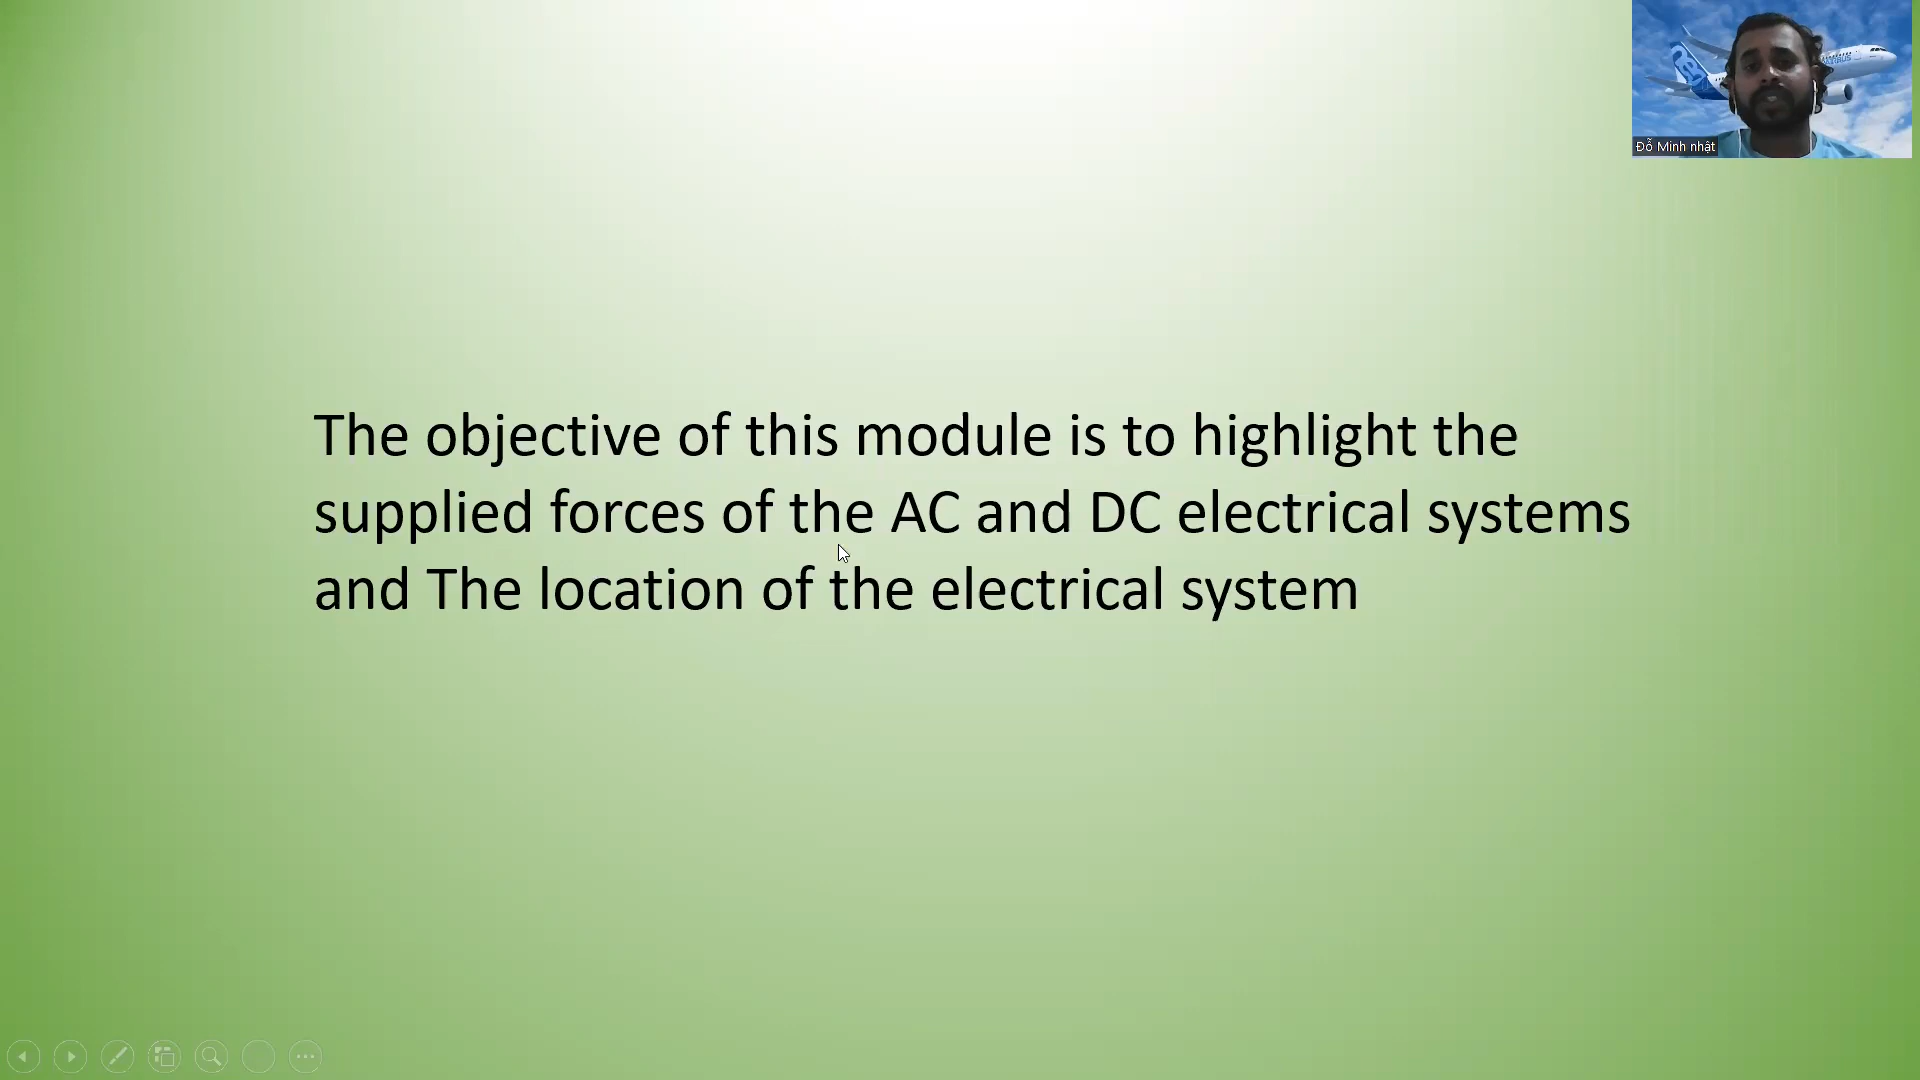 Đỗ Minh nhật
The objective of this module is to highlight the
supplied forces of the AC and DC electrical systems
and The location of the electrical system